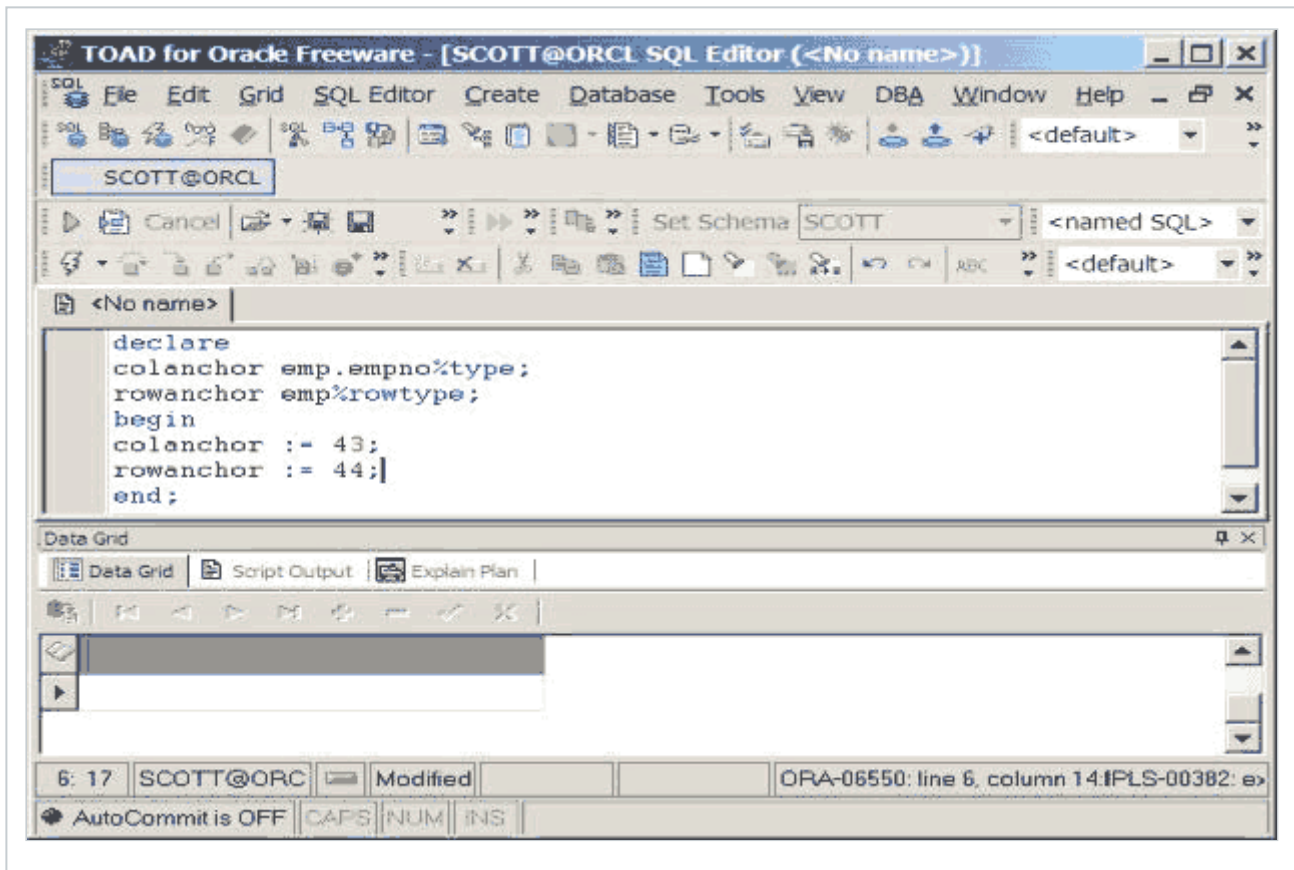 TOAD for Oracle Freeware - [SCOTT@ORCL SQL Editor (<No name>)]
SQL File Edit Grid SQL Editor Create Database Tools View DBA Window Help
<default>
SCOTT@ORCL
Cancel Set Schema SCOTT <named SQL>
ABC <default>
<No name>
declare
colanchor emp.empno%type;
rowanchor emp%rowtype;
begin
colanchor := 43;
rowanchor := 44;
end;
Data Grid
Data Grid Script Output Explain Plan
6: 17 SCOTT@ORC Modified ORA-06550: line 6, column 14: PLS-00382: ex
AutoCommit is OFF CAPS NUM INS